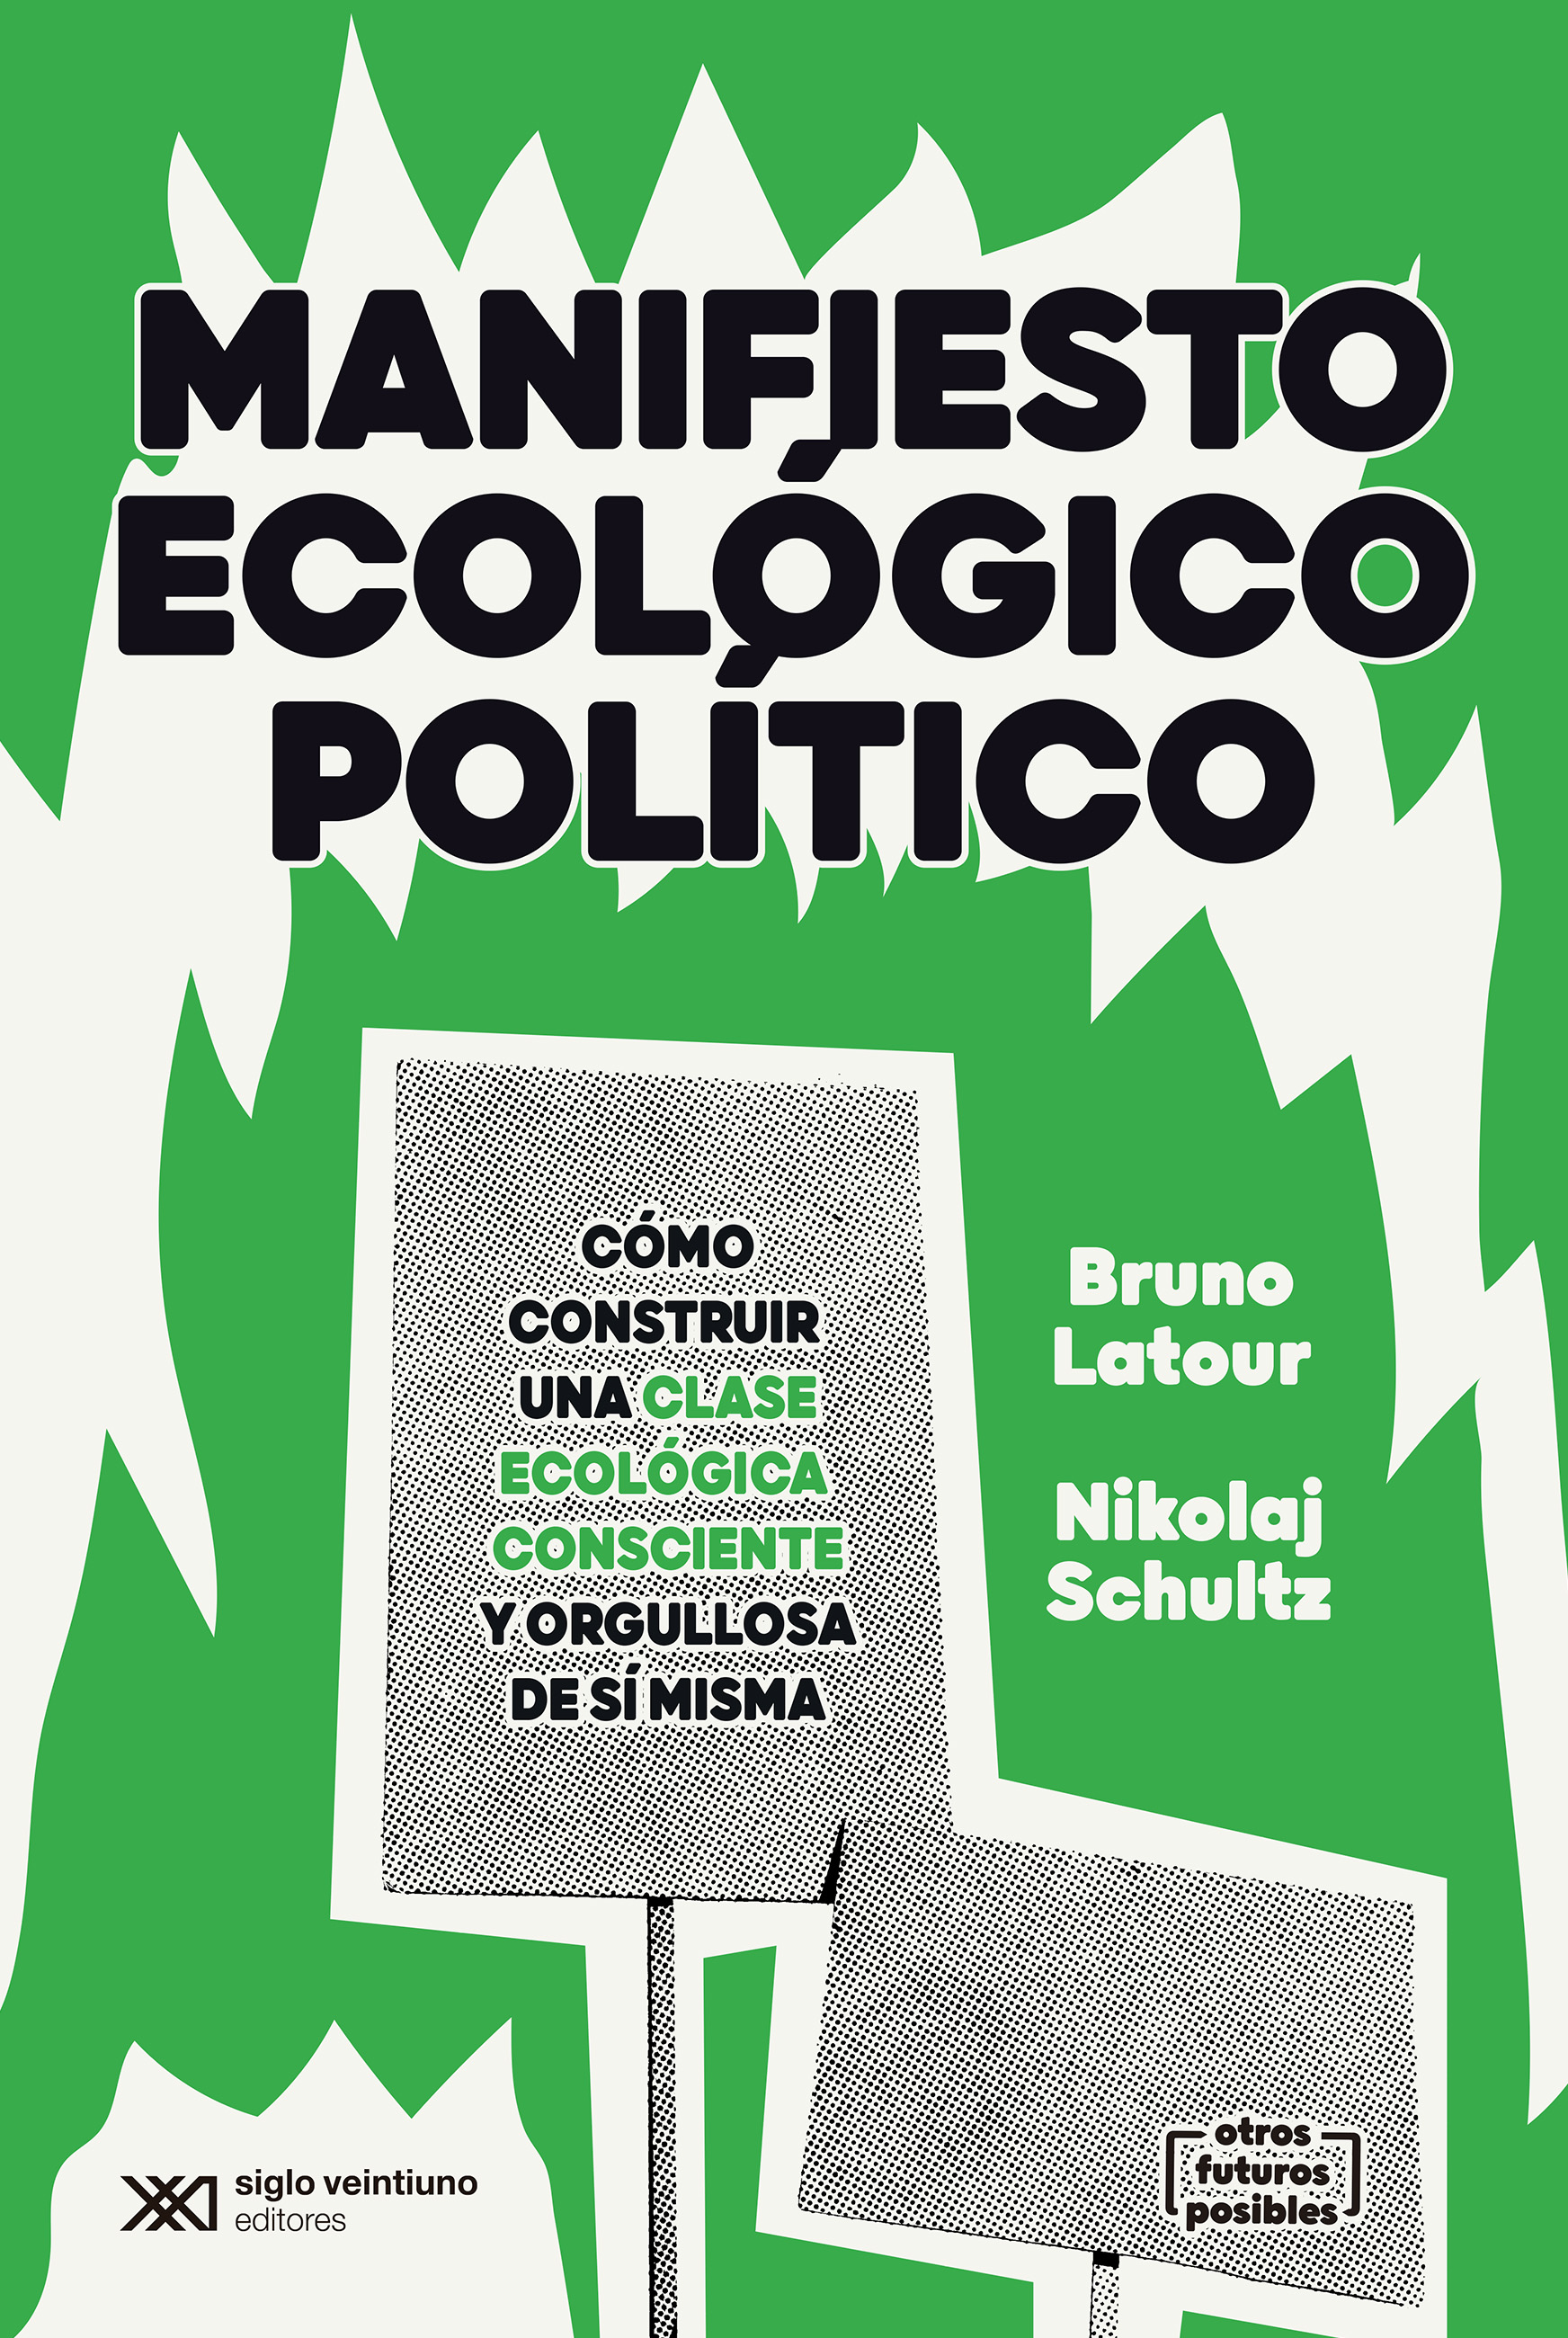 MANIFIESTO
ECOLÓGICO
POLÍTICO
CÓMO
CONSTRUIR
UNA CLASE
ECOLÓGICA
CONSCIENTE
Y ORGULLOSA
DE SÍ MISMA
Bruno
Latour
Nikolaj
Schultz
otros
futuros
posibles
siglo veintiuno
editores